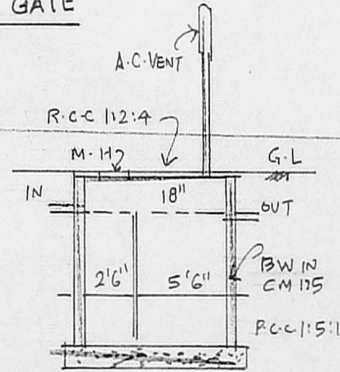 GATE
A.C.VENT
R.C.C 1:2:4
M.H
G.L
IN
18"
OUT
2'6"
5'6"
BW IN
CM 1:5
P.C.C 1:5:1